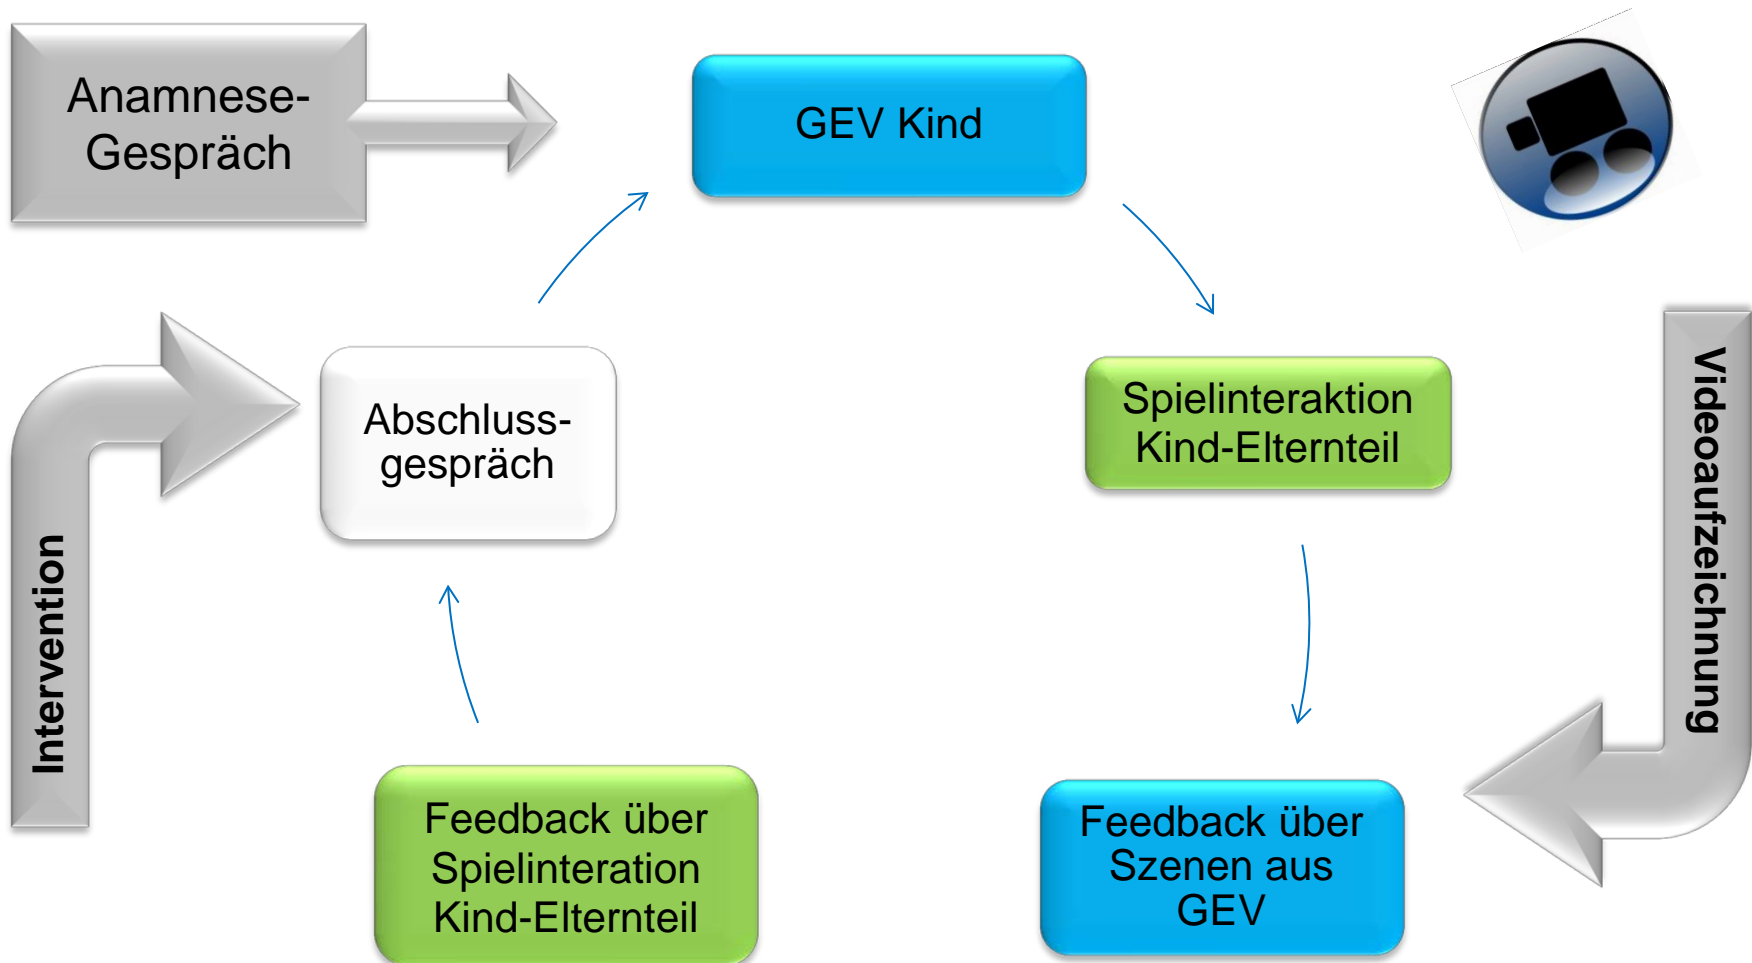 Anamnese-
Gespräch
GEV Kind
Spielinteraktion
Kind-Elternteil
Videoaufzeichnung
Feedback über
Szenen aus
GEV
Feedback über
Spielinteration
Kind-Elternteil
Abschluss-
gespräch
Intervention